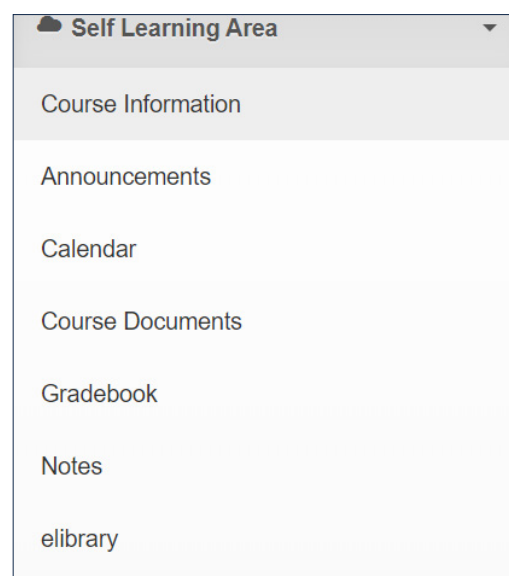 Self Learning Area
Course Information
Announcements
Calendar
Course Documents
Gradebook
Notes
elibrary